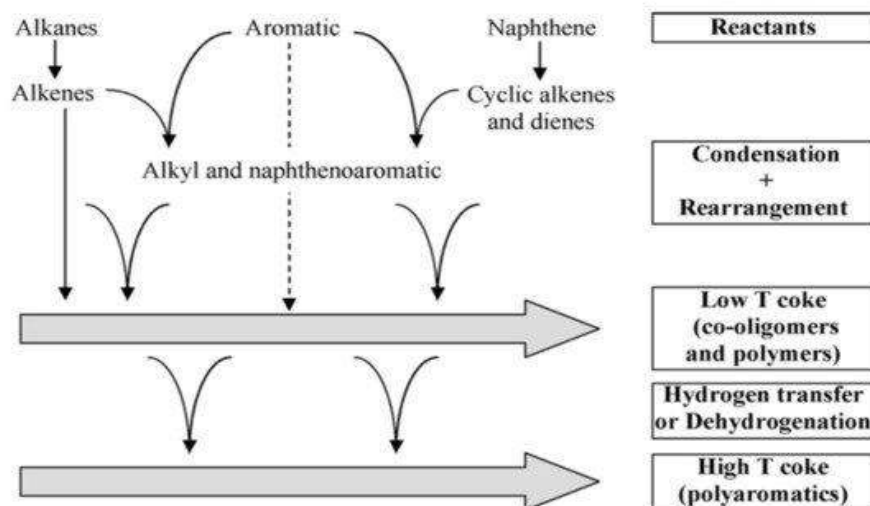 Alkanes
Aromatic
Naphthene
Reactants
Alkenes
Cyclic alkenes
and dienes
Alkyl and naphthenoaromatic
Condensation
+
Rearrangement
Low T coke
(co-oligomers
and polymers)
Hydrogen transfer
or Dehydrogenation
High T coke
(polyaromatics)